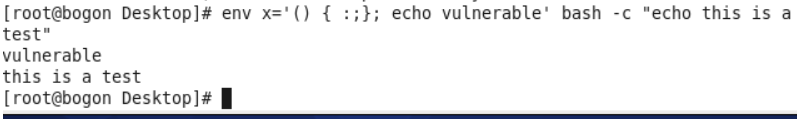 [root@bogon Desktop]# env x='() { :;}; echo vulnerable' bash -c "echo this is a
test"
vulnerable
this is a test
[root@bogon Desktop]#